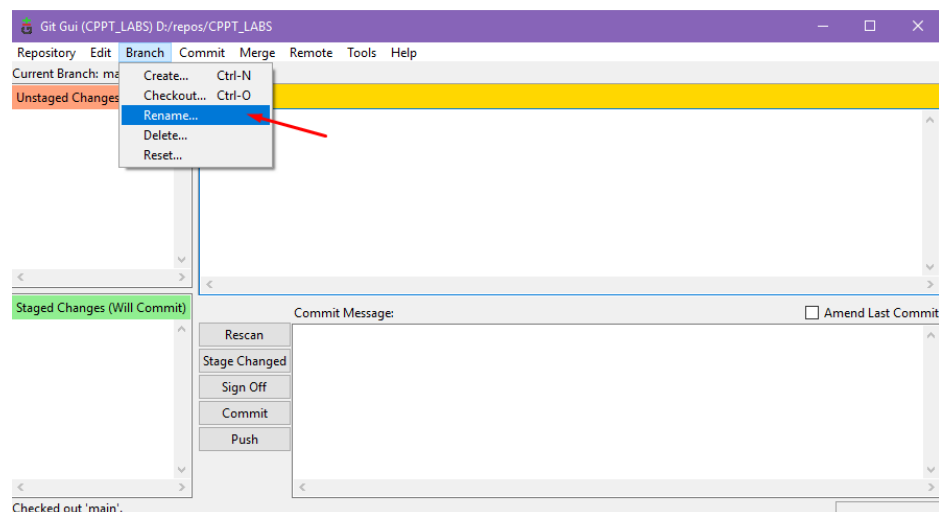 Git Gui (CPPT_LABS) D:/repos/CPPT_LABS
Repository Edit Branch Commit Merge Remote Tools Help
Current Branch: ma
Create... Ctrl-N
Checkout... Ctrl-O
Rename...
Delete...
Reset...
Unstaged Changes
Staged Changes (Will Commit)
Commit Message:
Amend Last Commit
Rescan
Stage Changed
Sign Off
Commit
Push
Checked out 'main'.